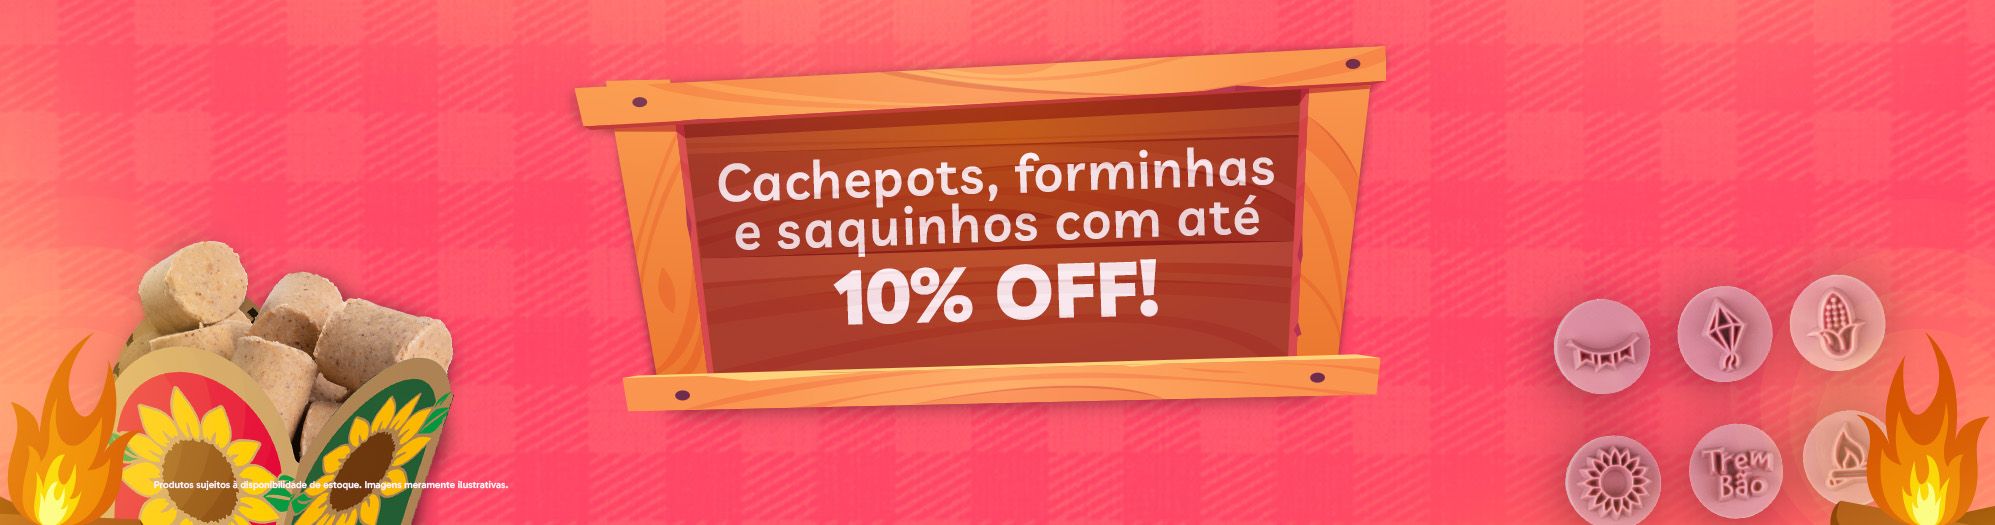 Cachepots, forminhas
e saquinhos com até
10% OFF!
Trem
Bão
Produtos sujeitos à disponibilidade de estoque. Imagens meramente ilustrativas.